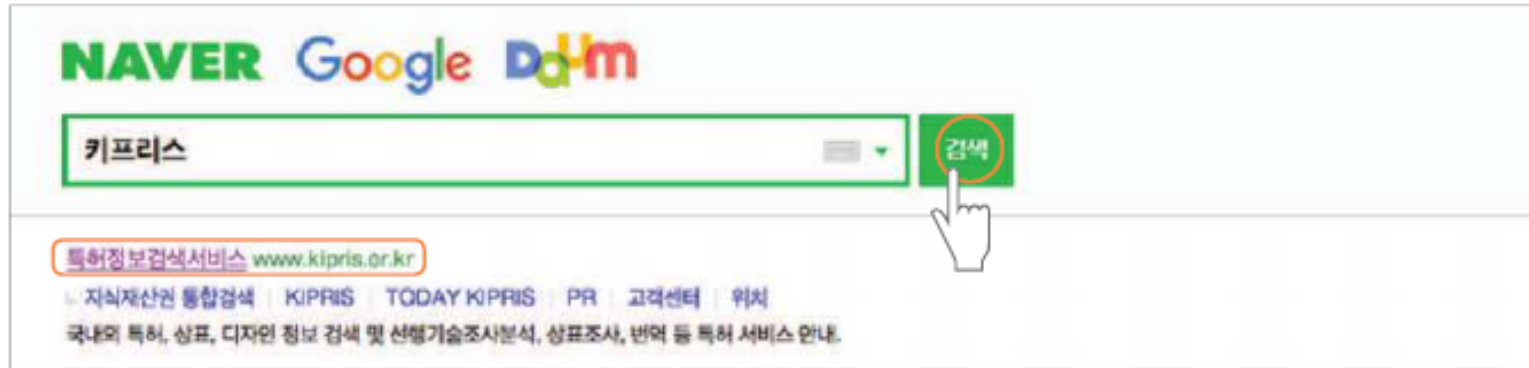 NAVER Google Daum
키프리스 검색
특허정보검색서비스 www.kipris.or.kr
지식재산권 통합검색 KIPRIS TODAY KIPRIS PR 고객센터 위치
국내외 특허, 상표, 디자인 정보 검색 및 선행기술조사분석, 상표조사, 번역 등 특허 서비스 안내.